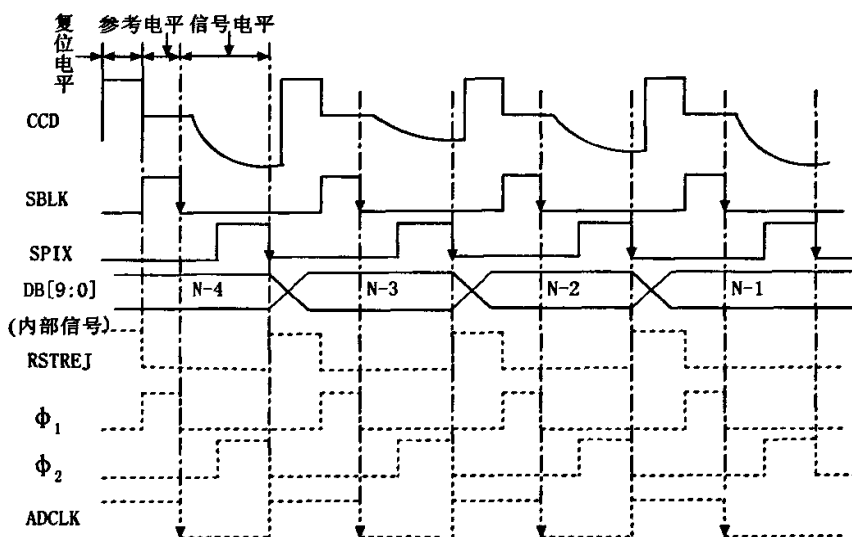 复位电平
参考电平
信号电平
CCD
SBLK
SPIX
DB[9:0]
N-4
N-3
N-2
N-1
(内部信号)
RSTREJ
Φ1
Φ2
ADCLK